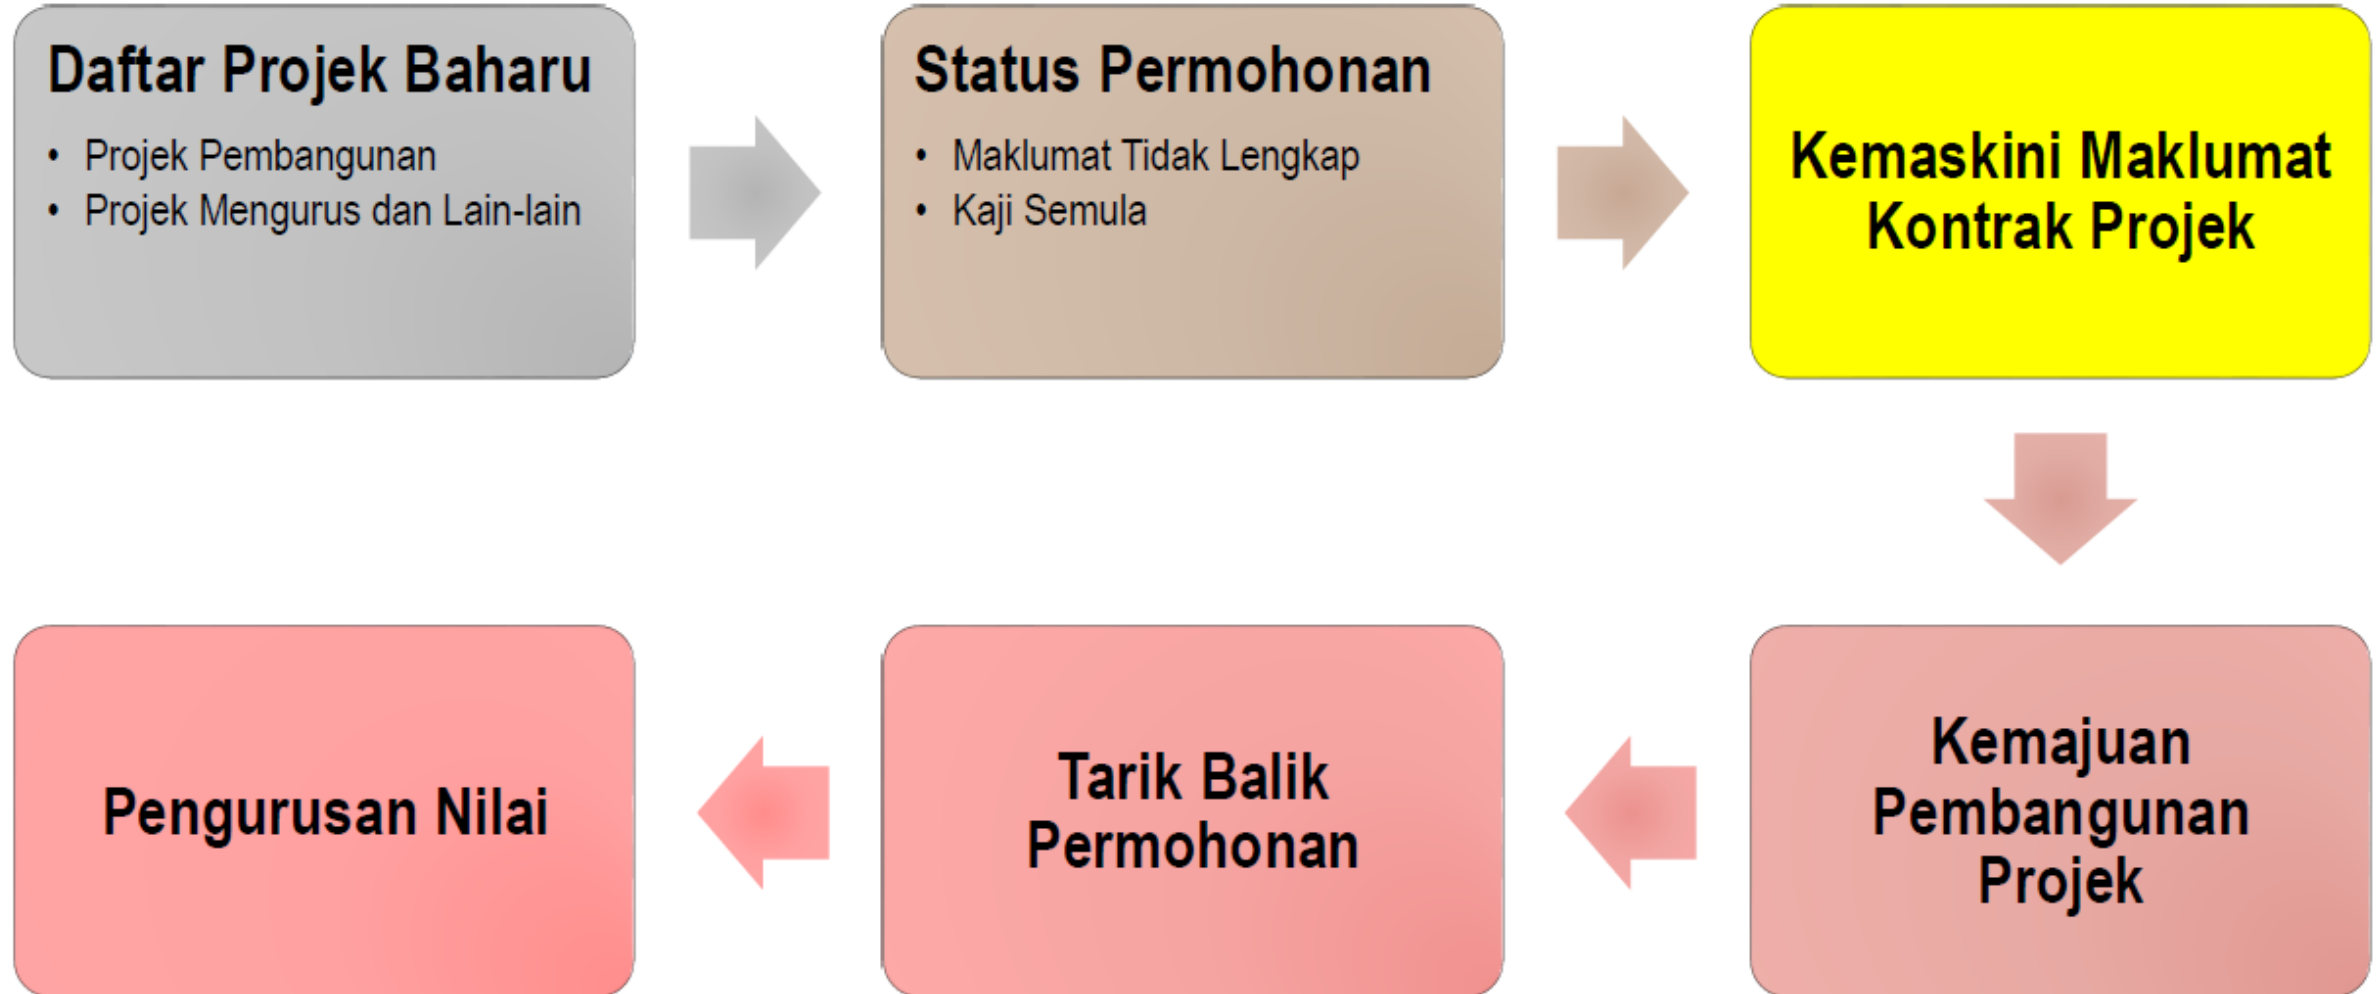 Daftar Projek Baharu
• Projek Pembangunan
• Projek Mengurus dan Lain-lain
Status Permohonan
• Maklumat Tidak Lengkap
• Kaji Semula
Kemaskini Maklumat
Kontrak Projek
Kemajuan
Pembangunan
Projek
Tarik Balik
Permohonan
Pengurusan Nilai